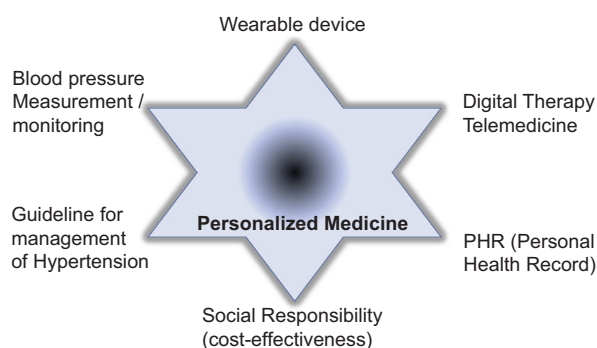 Wearable device
Blood pressure
Measurement /
monitoring
Digital Therapy
Telemedicine
Personalized Medicine
Guideline for
management
of Hypertension
PHR (Personal
Health Record)
Social Responsibility
(cost-effectiveness)